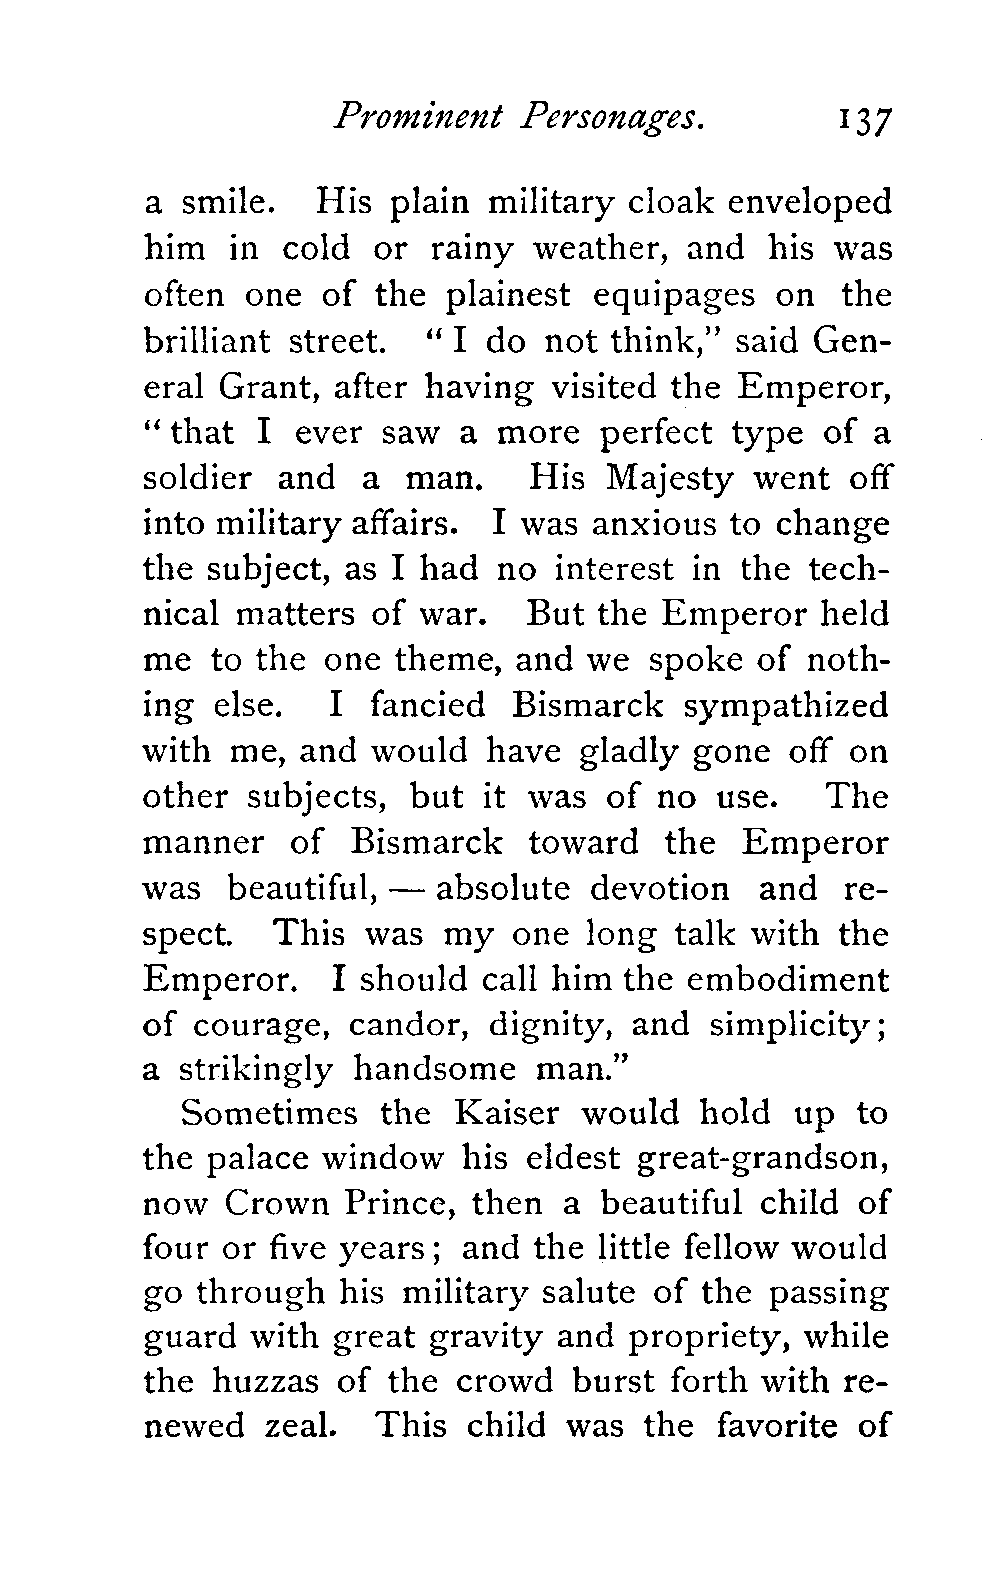 Prominent Personages. 137
a smile. His plain military cloak enveloped
him in cold or rainy weather, and his was
often one of the plainest equipages on the
brilliant street. “ I do not think,” said Gen-
eral Grant, after having visited the Emperor,
“ that I ever saw a more perfect type of a
soldier and a man. His Majesty went off
into military affairs. I was anxious to change
the subject, as I had no interest in the tech-
nical matters of war. But the Emperor held
me to the one theme, and we spoke of noth-
ing else. I fancied Bismarck sympathized
with me, and would have gladly gone off on
other subjects, but it was of no use. The
manner of Bismarck toward the Emperor
was beautiful, — absolute devotion and re-
spect. This was my one long talk with the
Emperor. I should call him the embodiment
of courage, candor, dignity, and simplicity ;
a strikingly handsome man.”
Sometimes the Kaiser would hold up to
the palace window his eldest great-grandson,
now Crown Prince, then a beautiful child of
four or five years ; and the little fellow would
go through his military salute of the passing
guard with great gravity and propriety, while
the huzzas of the crowd burst forth with re-
newed zeal. This child was the favorite of